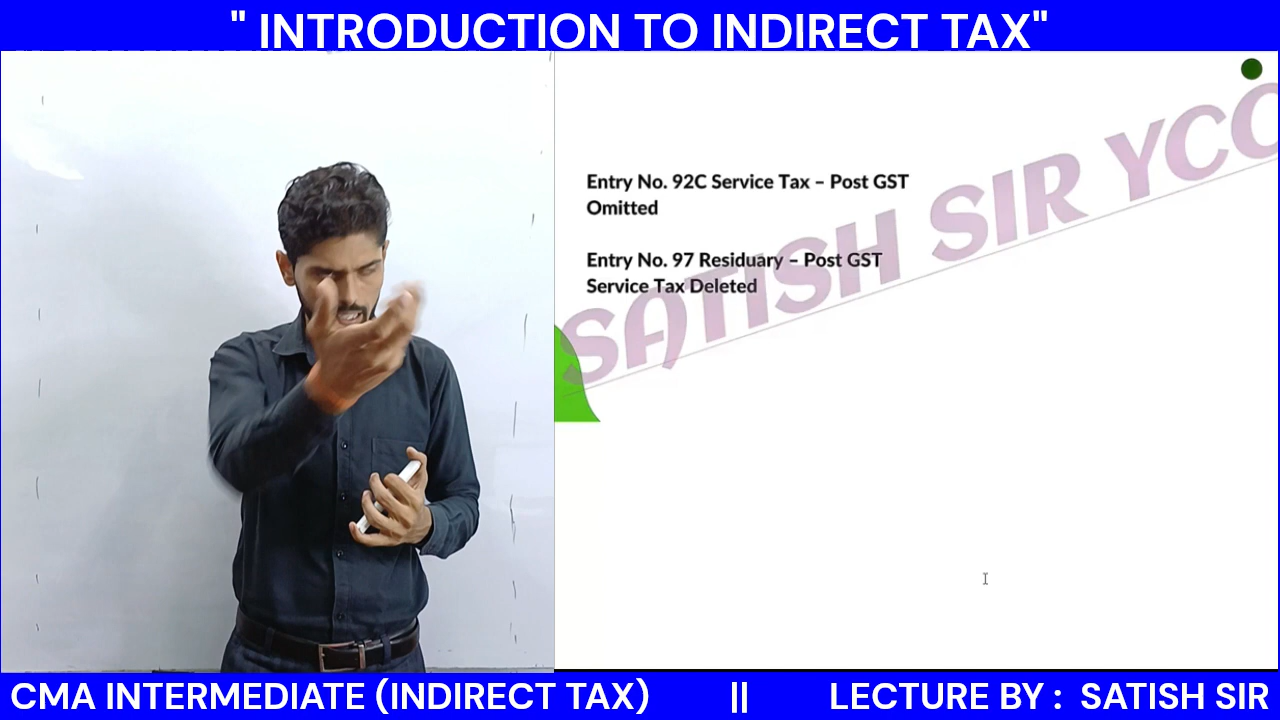 " INTRODUCTION TO INDIRECT TAX"
Entry No. 92C Service Tax – Post GST
Omitted
Entry No. 97 Residuary – Post GST
Service Tax Deleted
SATISH SIR YCC
CMA INTERMEDIATE (INDIRECT TAX) || LECTURE BY : SATISH SIR